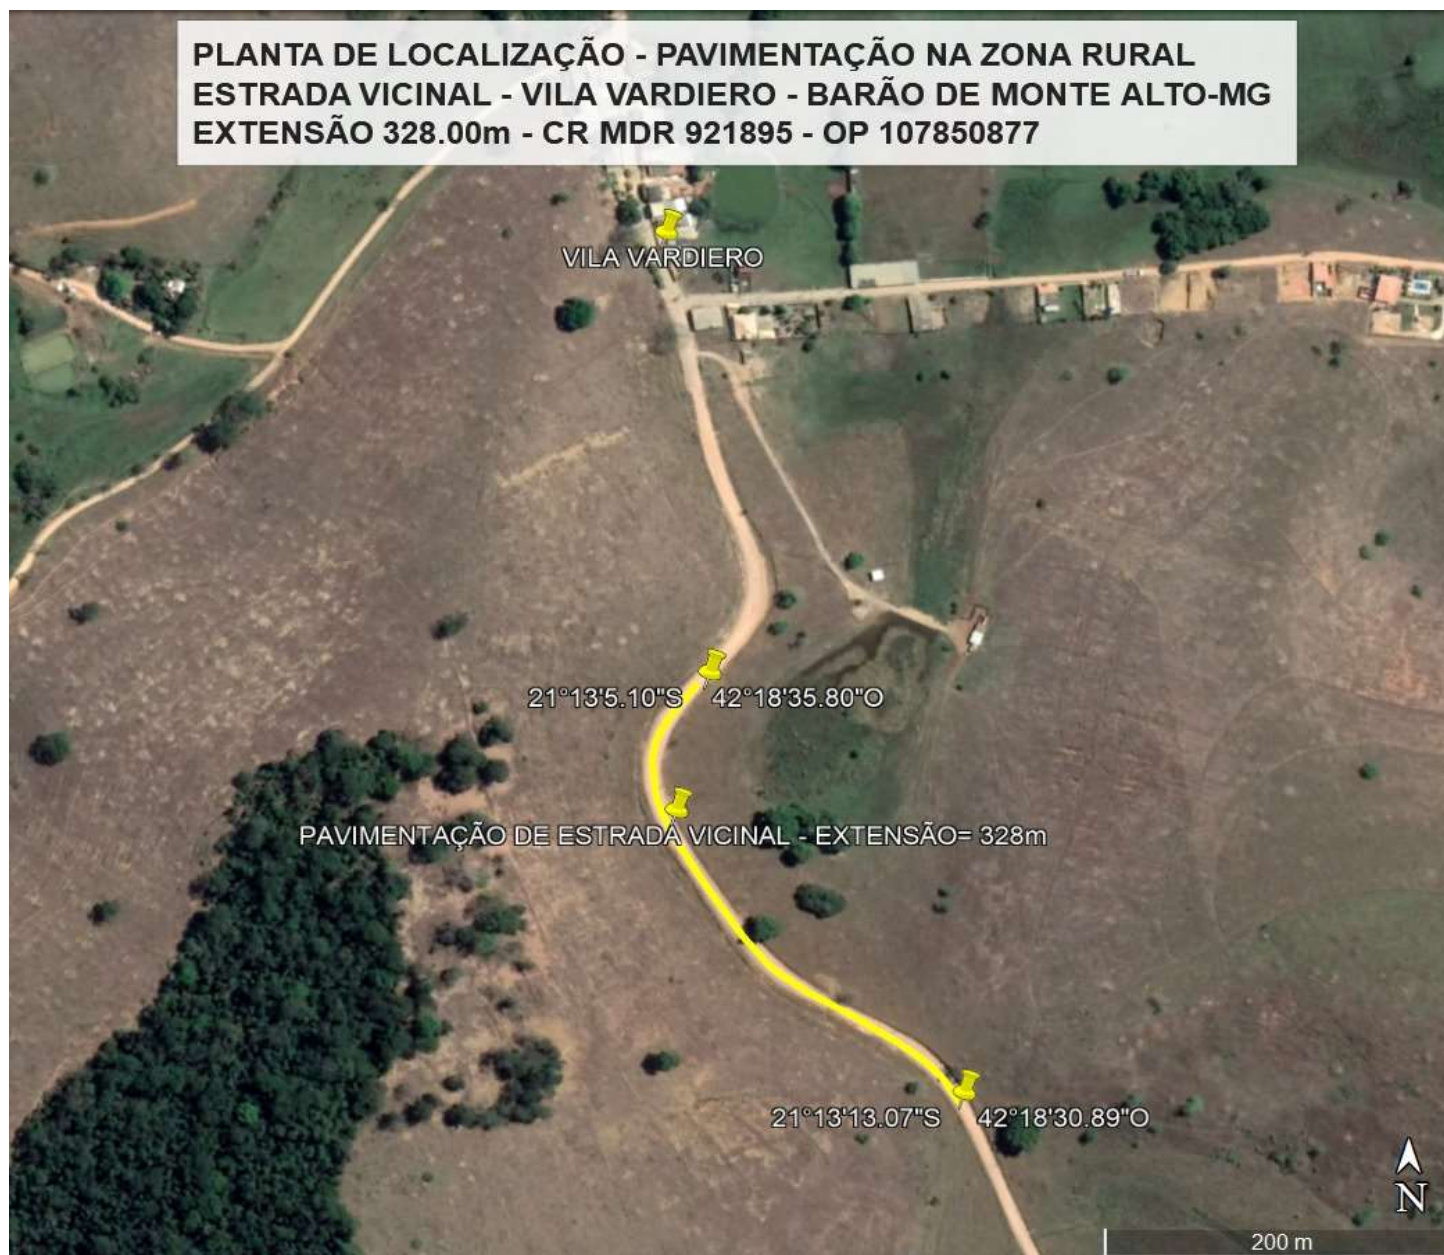 PLANTA DE LOCALIZAÇÃO - PAVIMENTAÇÃO NA ZONA RURAL
ESTRADA VICINAL - VILA VARDIERO - BARÃO DE MONTE ALTO-MG
EXTENSÃO 328.00m - CR MDR 921895 - OP 107850877
VILA VARDIERO
21°13'5.10"S 42°18'35.80"O
PAVIMENTAÇÃO DE ESTRADA VICINAL - EXTENSÃO= 328m
21°13'13.07"S 42°18'30.89"O
N
200 m